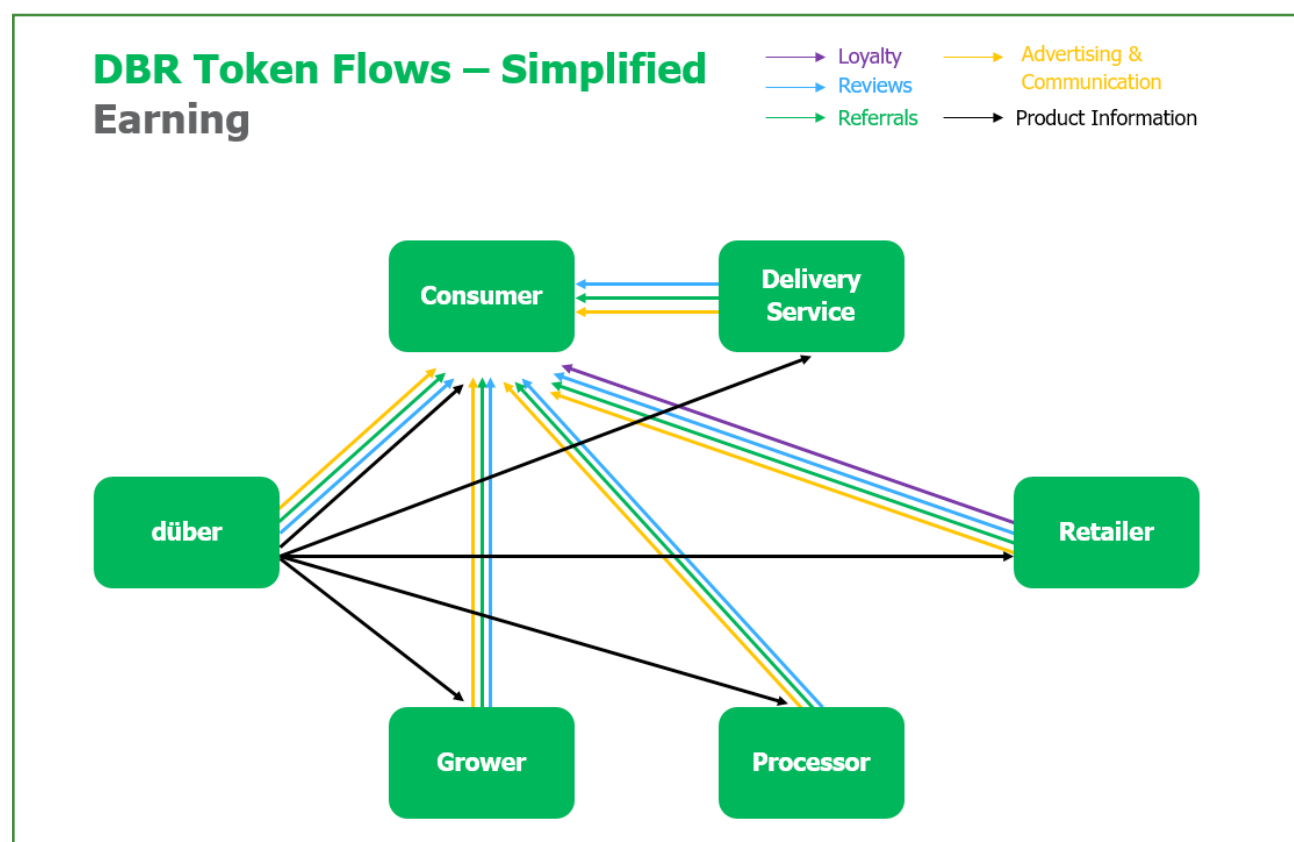 DBR Token Flows – Simplified
Earning
Loyalty
Reviews
Referrals
Advertising &
Communication
Product Information
Consumer
Delivery
Service
düber
Retailer
Grower
Processor